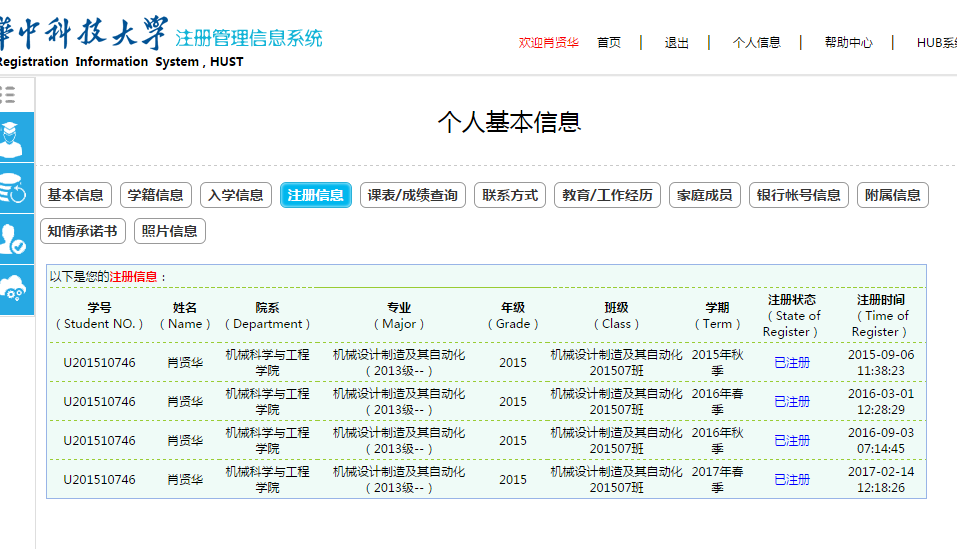 华中科技大学 注册管理信息系统
Registration Information System , HUST
欢迎肖贤华 首页 | 退出 | 个人信息 | 帮助中心 | HUB系统
个人基本信息
基本信息 学籍信息 入学信息 注册信息 课表/成绩查询 联系方式 教育/工作经历 家庭成员 银行帐号信息 附属信息
知情承诺书 照片信息
以下是您的注册信息：
学号 姓名 院系 专业 年级 班级 学期 注册状态 注册时间
（Student NO.） （Name） （Department） （Major） （Grade） （Class） （Term） （State of Register） （Time of Register）
U201510746 肖贤华 机械科学与工程学院 机械设计制造及其自动化（2013级--） 2015 机械设计制造及其自动化201507班 2015年秋季 已注册 2015-09-06 11:38:23
U201510746 肖贤华 机械科学与工程学院 机械设计制造及其自动化（2013级--） 2015 机械设计制造及其自动化201507班 2016年春季 已注册 2016-03-01 12:28:29
U201510746 肖贤华 机械科学与工程学院 机械设计制造及其自动化（2013级--） 2015 机械设计制造及其自动化201507班 2016年秋季 已注册 2016-09-03 07:14:45
U201510746 肖贤华 机械科学与工程学院 机械设计制造及其自动化（2013级--） 2015 机械设计制造及其自动化201507班 2017年春季 已注册 2017-02-14 12:18:26